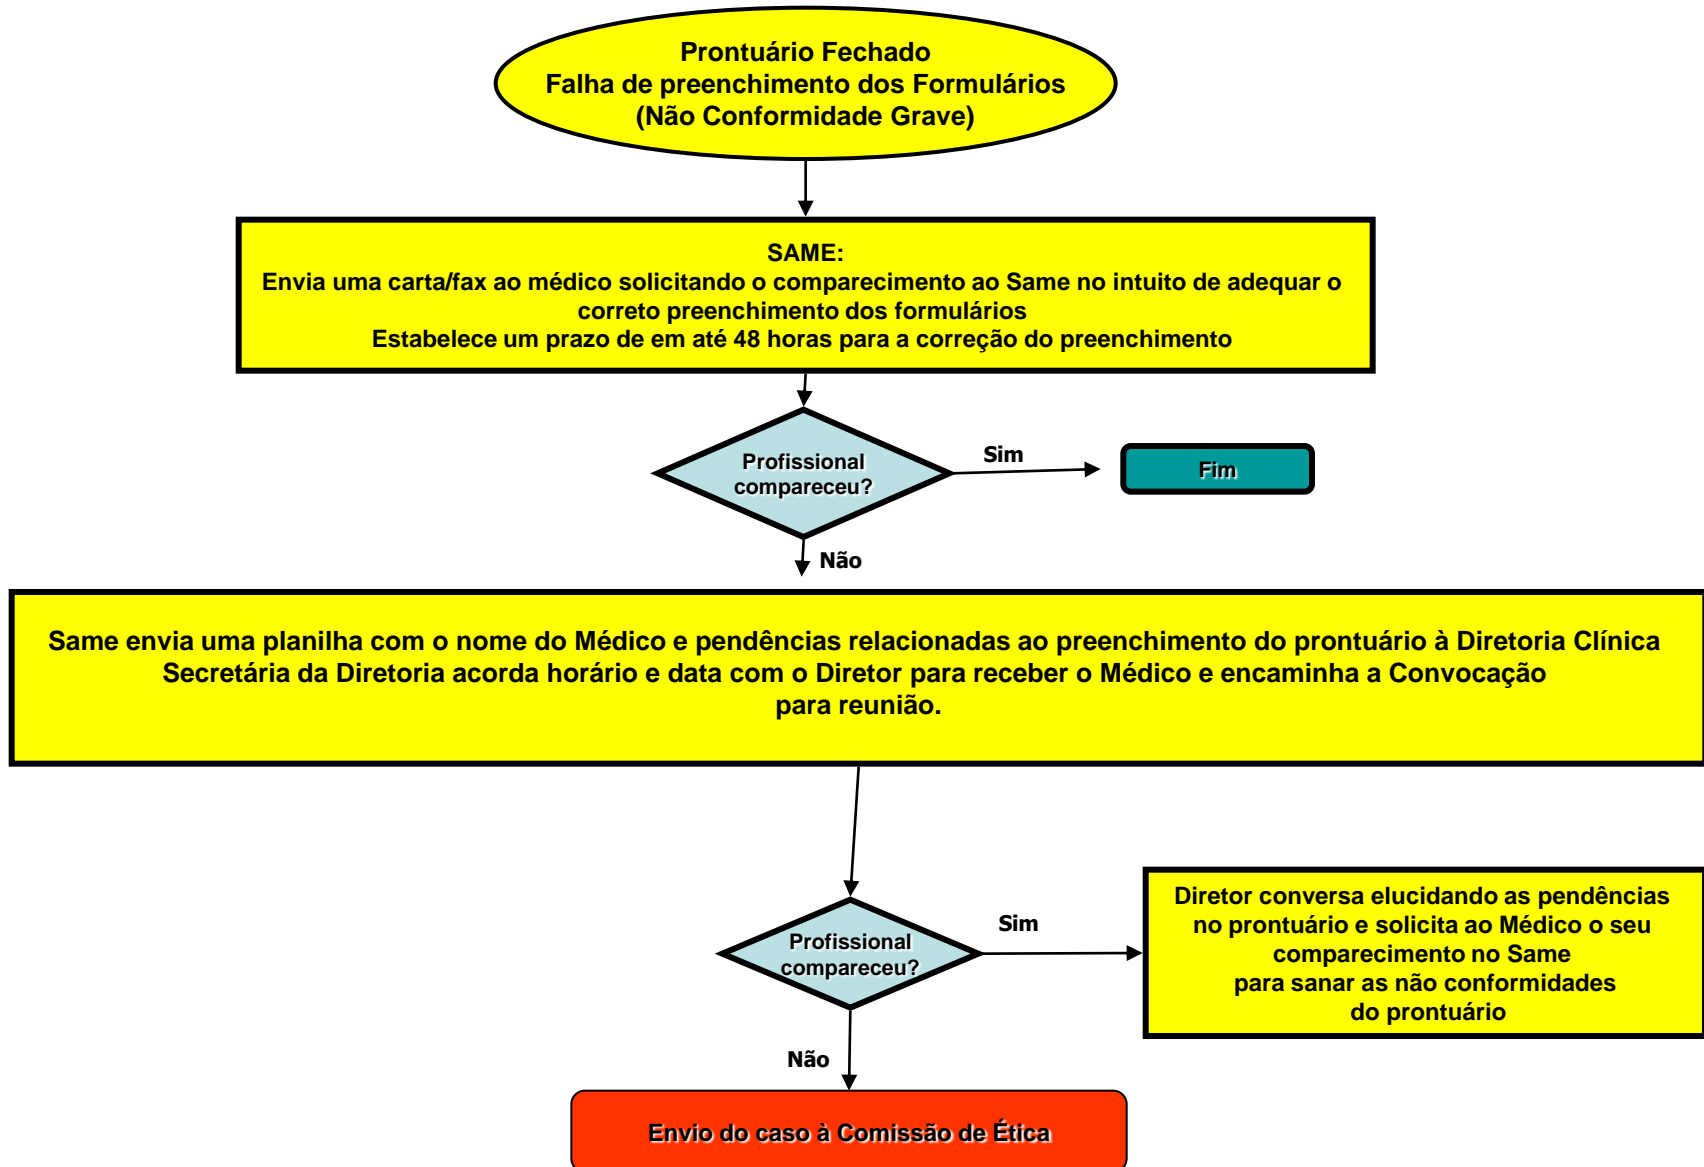 Prontuário Fechado
Falha de preenchimento dos Formulários
(Não Conformidade Grave)
SAME:
Envia uma carta/fax ao médico solicitando o comparecimento ao Same no intuito de adequar o
correto preenchimento dos formulários
Estabelece um prazo de em até 48 horas para a correção do preenchimento
Profissional
compareceu?
Sim
Fim
Não
Same envia uma planilha com o nome do Médico e pendências relacionadas ao preenchimento do prontuário à Diretoria Clínica
Secretária da Diretoria acorda horário e data com o Diretor para receber o Médico e encaminha a Convocação
para reunião.
Profissional
compareceu?
Sim
Diretor conversa elucidando as pendências
no prontuário e solicita ao Médico o seu
comparecimento no Same
para sanar as não conformidades
do prontuário
Não
Envio do caso à Comissão de Ética